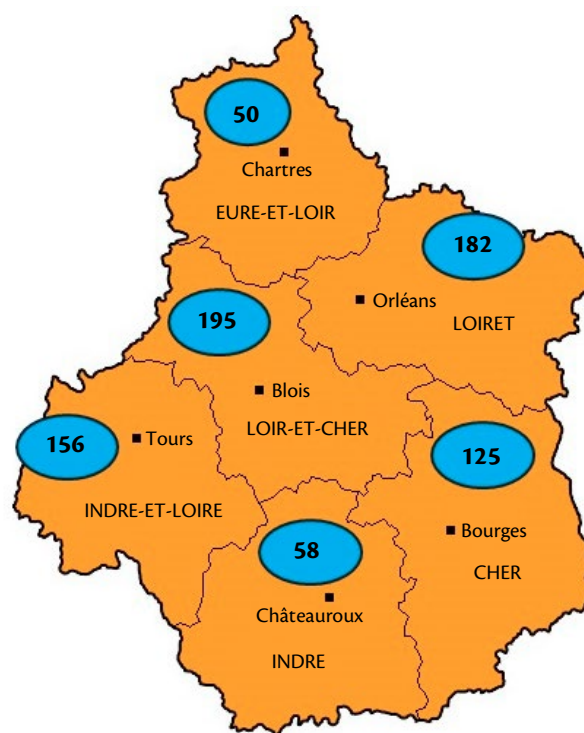 50
Chartres
EURE-ET-LOIR
182
Orléans
LOIRET
195
Blois
LOIR-ET-CHER
156
Tours
INDRE-ET-LOIRE
125
Bourges
CHER
58
Châteauroux
INDRE